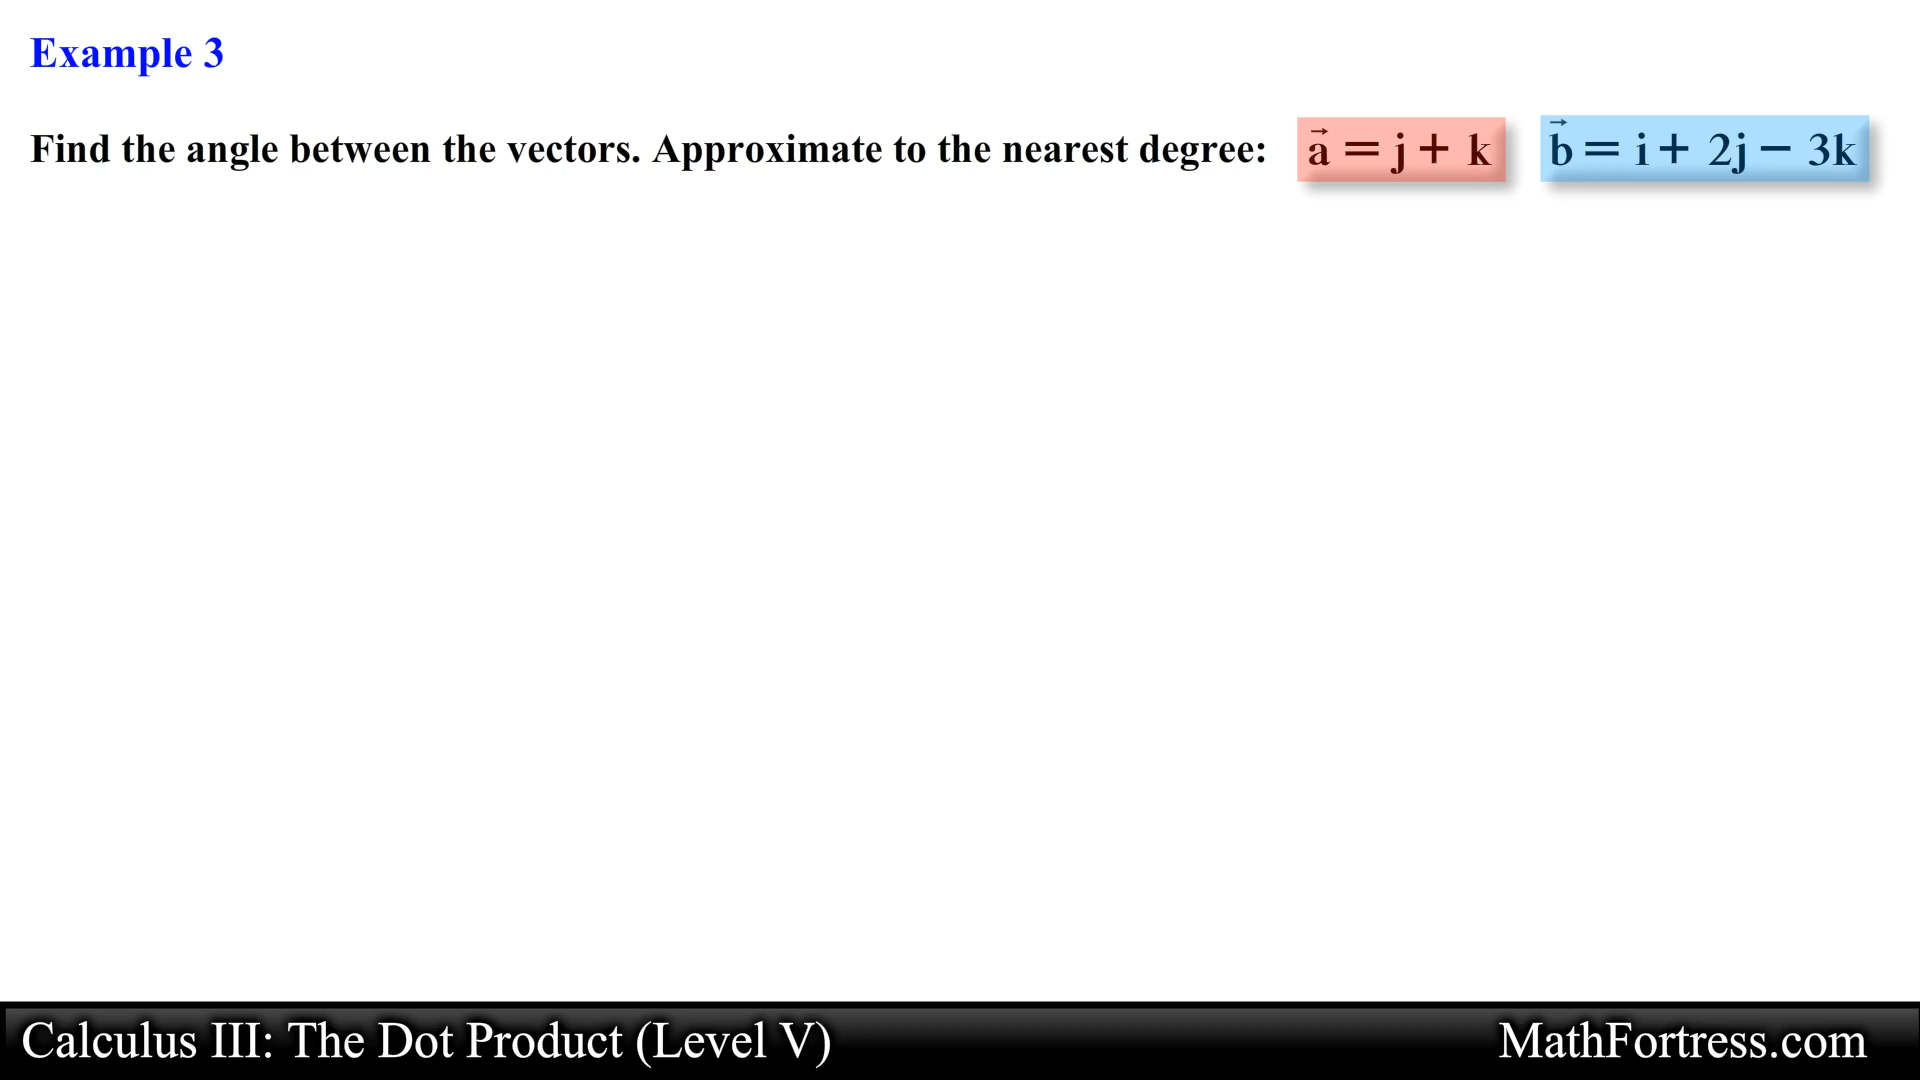 Example 3
Find the angle between the vectors. Approximate to the nearest degree: a⃗ = j + k b⃗ = i + 2j − 3k
Calculus III: The Dot Product (Level V) MathFortress.com